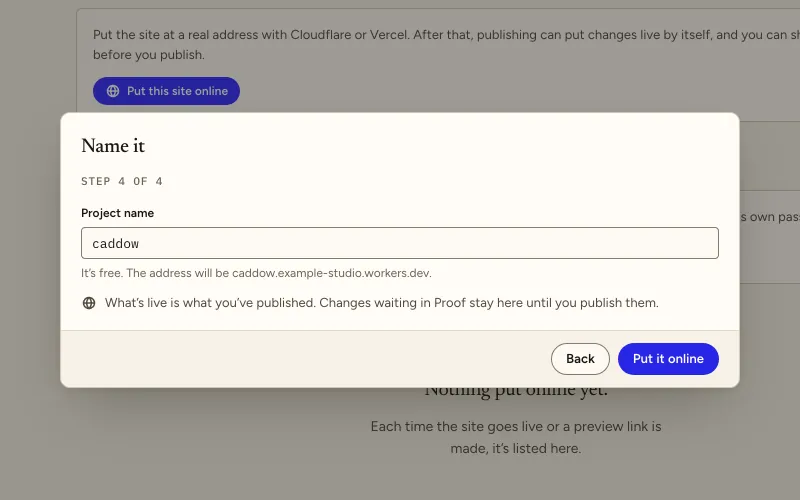 Put the site at a real address with Cloudflare or Vercel. After that, publishing can put changes live by itself, and you can
before you publish.
Put this site online
Name it
STEP 4 OF 4
Project name
caddow
It's free. The address will be caddow.example-studio.workers.dev.
What's live is what you've published. Changes waiting in Proof stay here until you publish them.
s own pas
Back
Put it online
Nothing put online yet.
Each time the site goes live or a preview link is
made, it's listed here.